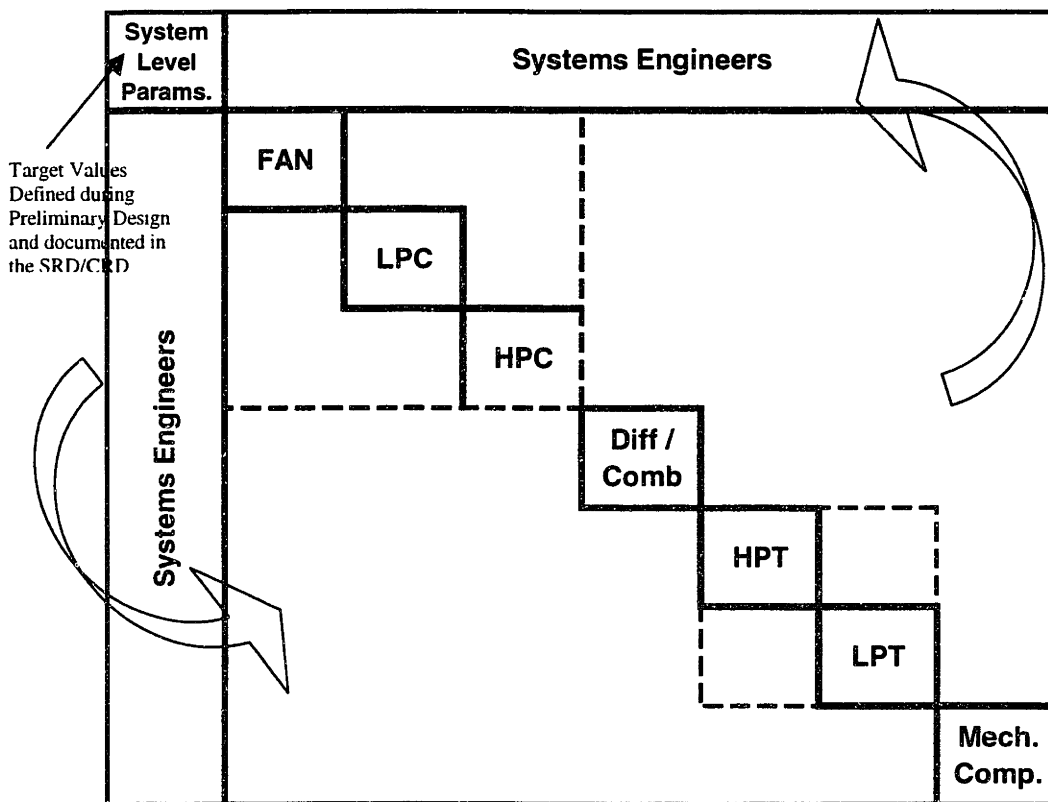 System
Level
Params.
Systems Engineers
Target Values
Defined during
Preliminary Design
and documented in
the SRD/CRD
FAN
LPC
HPC
Systems Engineers
Diff /
Comb
HPT
LPT
Mech.
Comp.